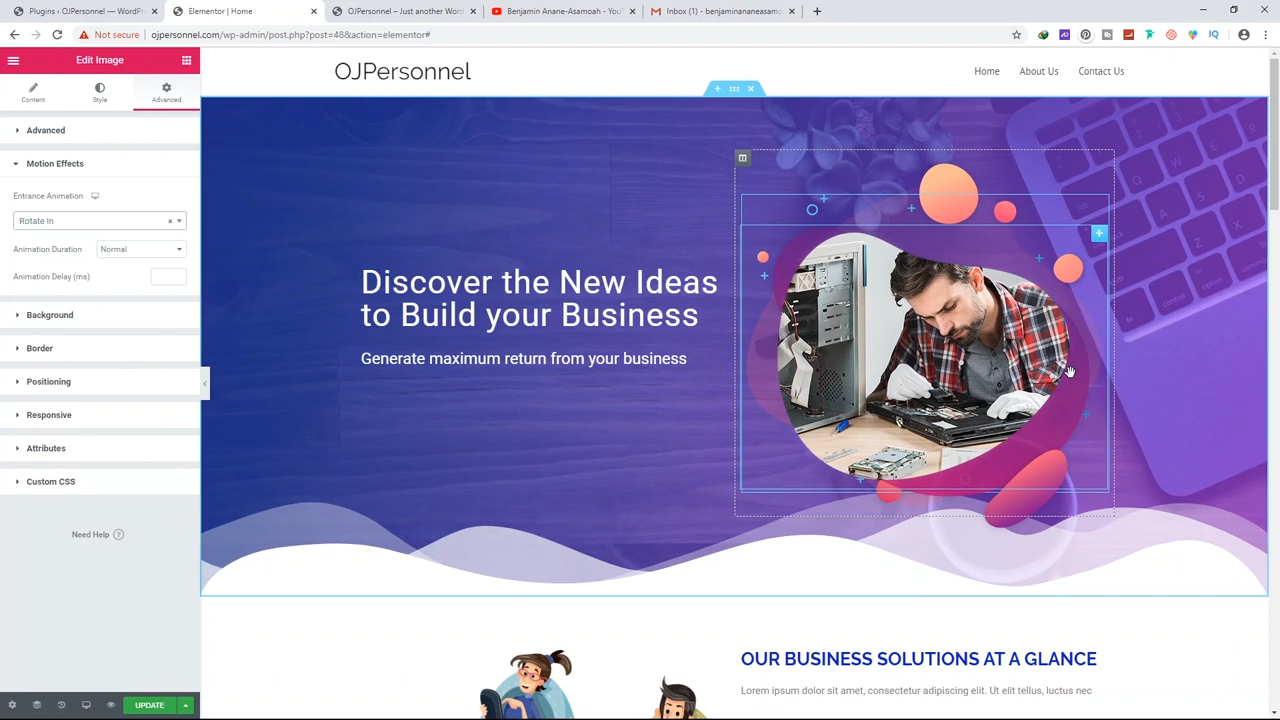 Plugins ‹ OJPersonnel — WordPr
Elementor | Home
OJPersonnel – Just another Word
Benjamin Anane-Asamoah - YouT
Inbox (1) - benjaminananeasamo
Not secure
ojpersonnel.com/wp-admin/post.php?post=48&action=elementor#
Edit Image
Content
Style
Advanced
Advanced
Motion Effects
Entrance Animation
Rotate In
Animation Duration
Normal
Animation Delay (ms)
Background
Border
Positioning
Responsive
Attributes
Custom CSS
Need Help
UPDATE
OJPersonnel
Home
About Us
Contact Us
Discover the New Ideas
to Build your Business
Generate maximum return from your business
OUR BUSINESS SOLUTIONS AT A GLANCE
Lorem ipsum dolor sit amet, consectetur adipiscing elit. Ut elit tellus, luctus nec